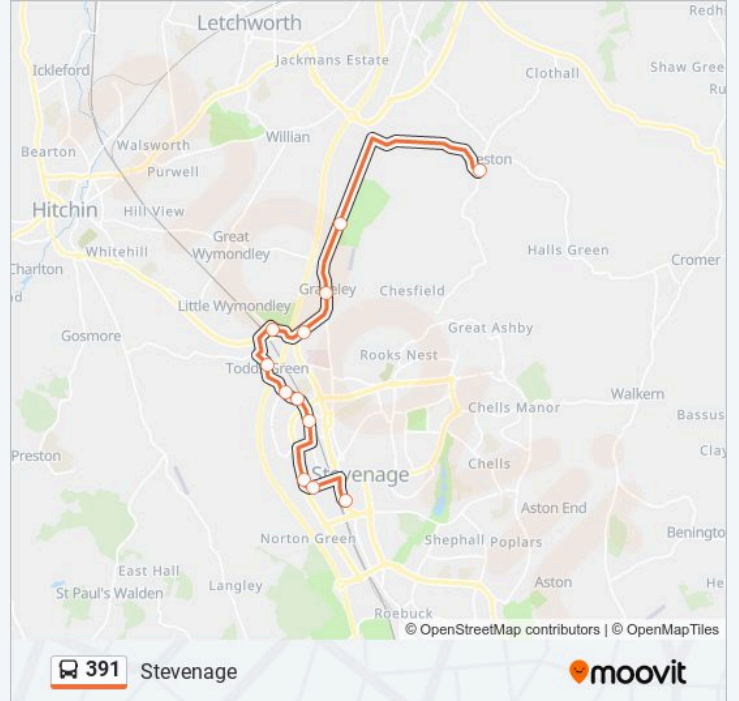 Redh
Letchworth
Jackmans Estate
Ickleford
Clothall
Shaw Gree
Ru
Willian
Walsworth
Bearton
eston
Purwell
Hitchin
Hill View
Great
Wymondley
Halls Green
Whitehill
Cromer
Charlton
d
Graveley
Chesfield
Little Wymondley
Gosmore
Great Ashby
Rooks Nest
Todds Green
Walkern
Chells Manor
Bassus
Preston
Clay
Chells
Stevenage
Aston End
Norton Green
Shephall
Poplars
Benington
East Hall
St Paul's Walden
Langley
Aston
He
Roebuck
© OpenStreetMap contributors | © OpenMapTiles
391
Stevenage
moovit